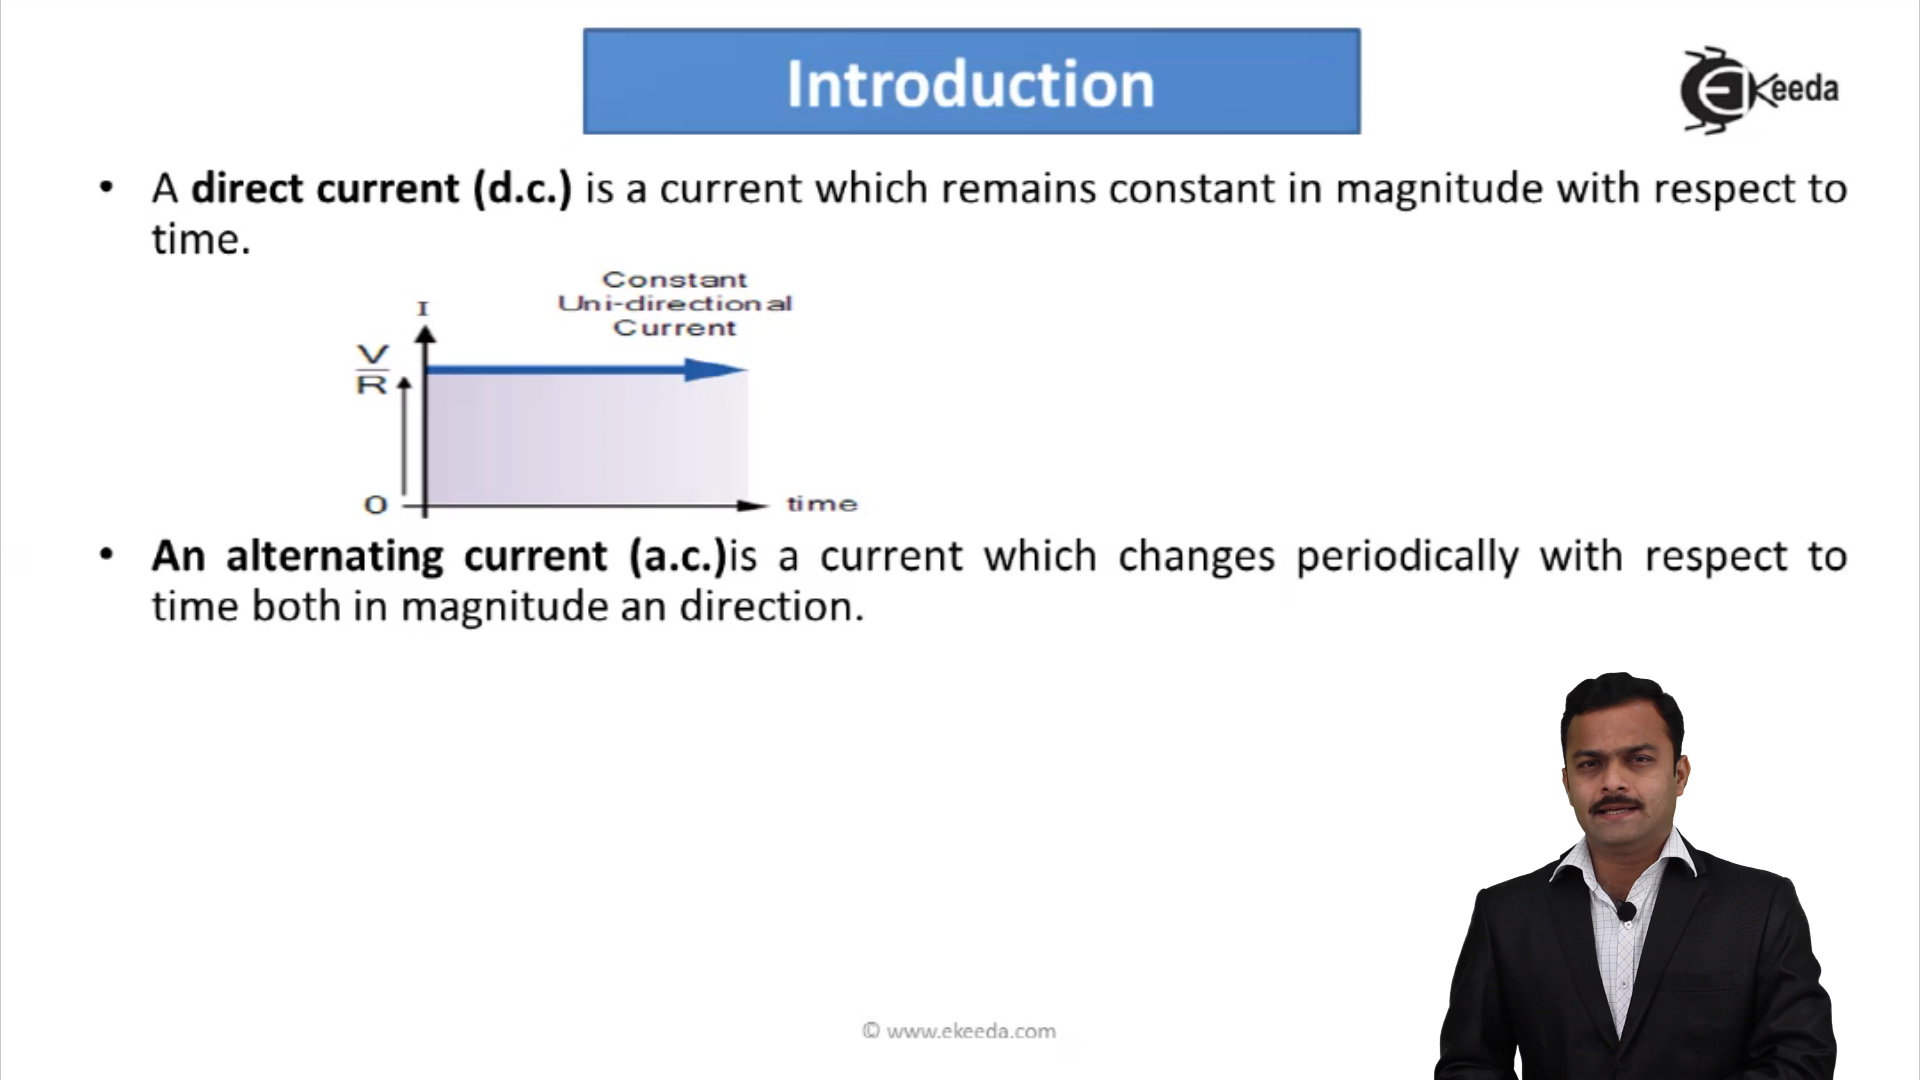 Introduction
EKeeda
• A direct current (d.c.) is a current which remains constant in magnitude with respect to
time.
Constant
Uni-directional
Current
I
V
R
0
time
• An alternating current (a.c.)is a current which changes periodically with respect to
time both in magnitude an direction.
© www.ekeeda.com